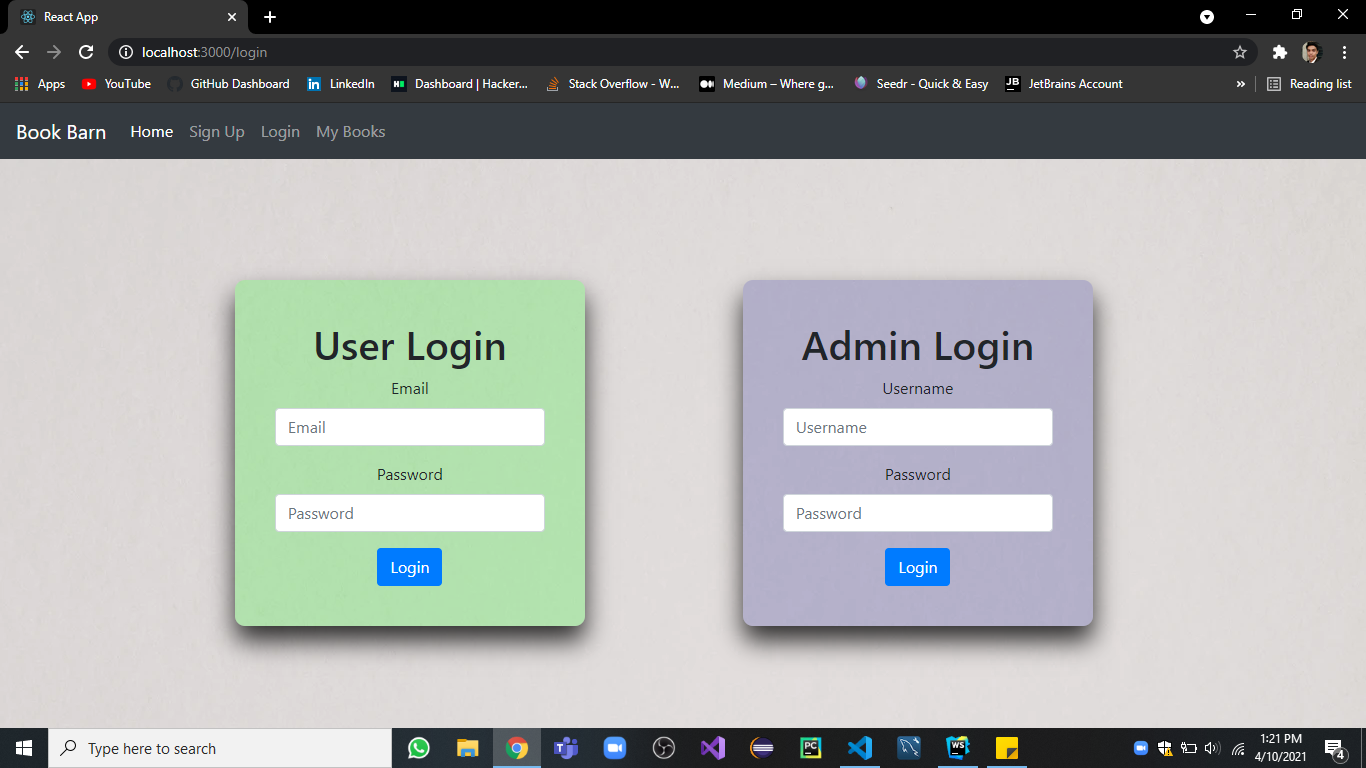 React App
localhost:3000/login
Apps YouTube GitHub Dashboard LinkedIn Dashboard | Hacker... Stack Overflow - W... Medium – Where g... Seedr - Quick & Easy JetBrains Account » Reading list
Book Barn Home Sign Up Login My Books
User Login
Email
Email
Password
Password
Login
Admin Login
Username
Username
Password
Password
Login
Type here to search
1:21 PM
4/10/2021
4